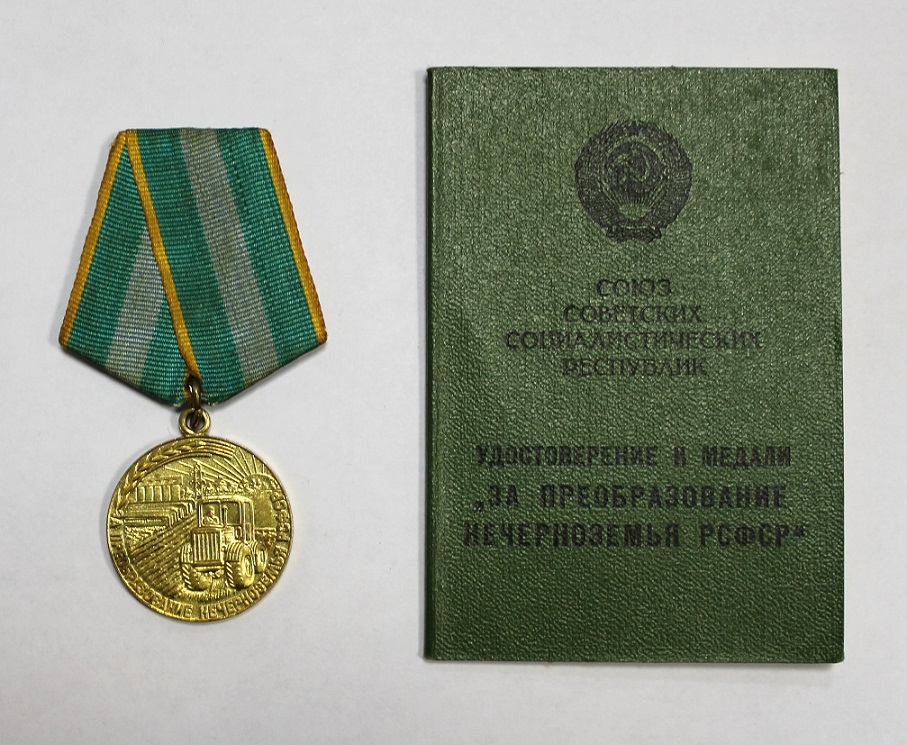 ЗА ПРЕОБРАЗОВАНИЕ НЕЧЕРНОЗЕМЬЯ РСФСР
СОЮЗ
СОВЕТСКИХ
СОЦИАЛИСТИЧЕСКИХ
РЕСПУБЛИК
УДОСТОВЕРЕНИЕ К МЕДАЛИ
„ЗА ПРЕОБРАЗОВАНИЕ
НЕЧЕРНОЗЕМЬЯ РСФСР“